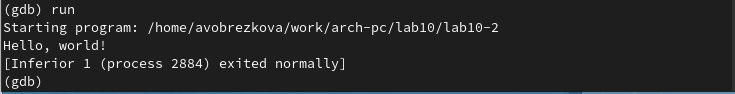 (gdb) run
Starting program: /home/avobrezkova/work/arch-pc/lab10/lab10-2
Hello, world!
[Inferior 1 (process 2884) exited normally]
(gdb)